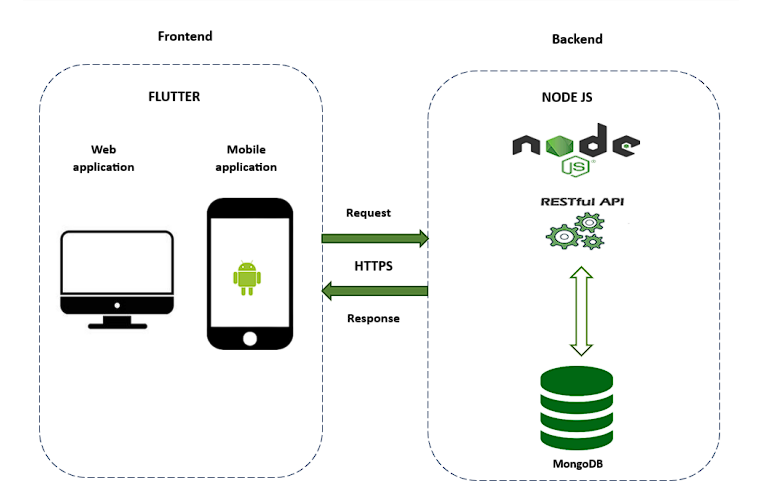 Frontend
Backend
FLUTTER
NODE JS
Web
application
Mobile
application
node
JS
RESTful API
Request
HTTPS
Response
MongoDB